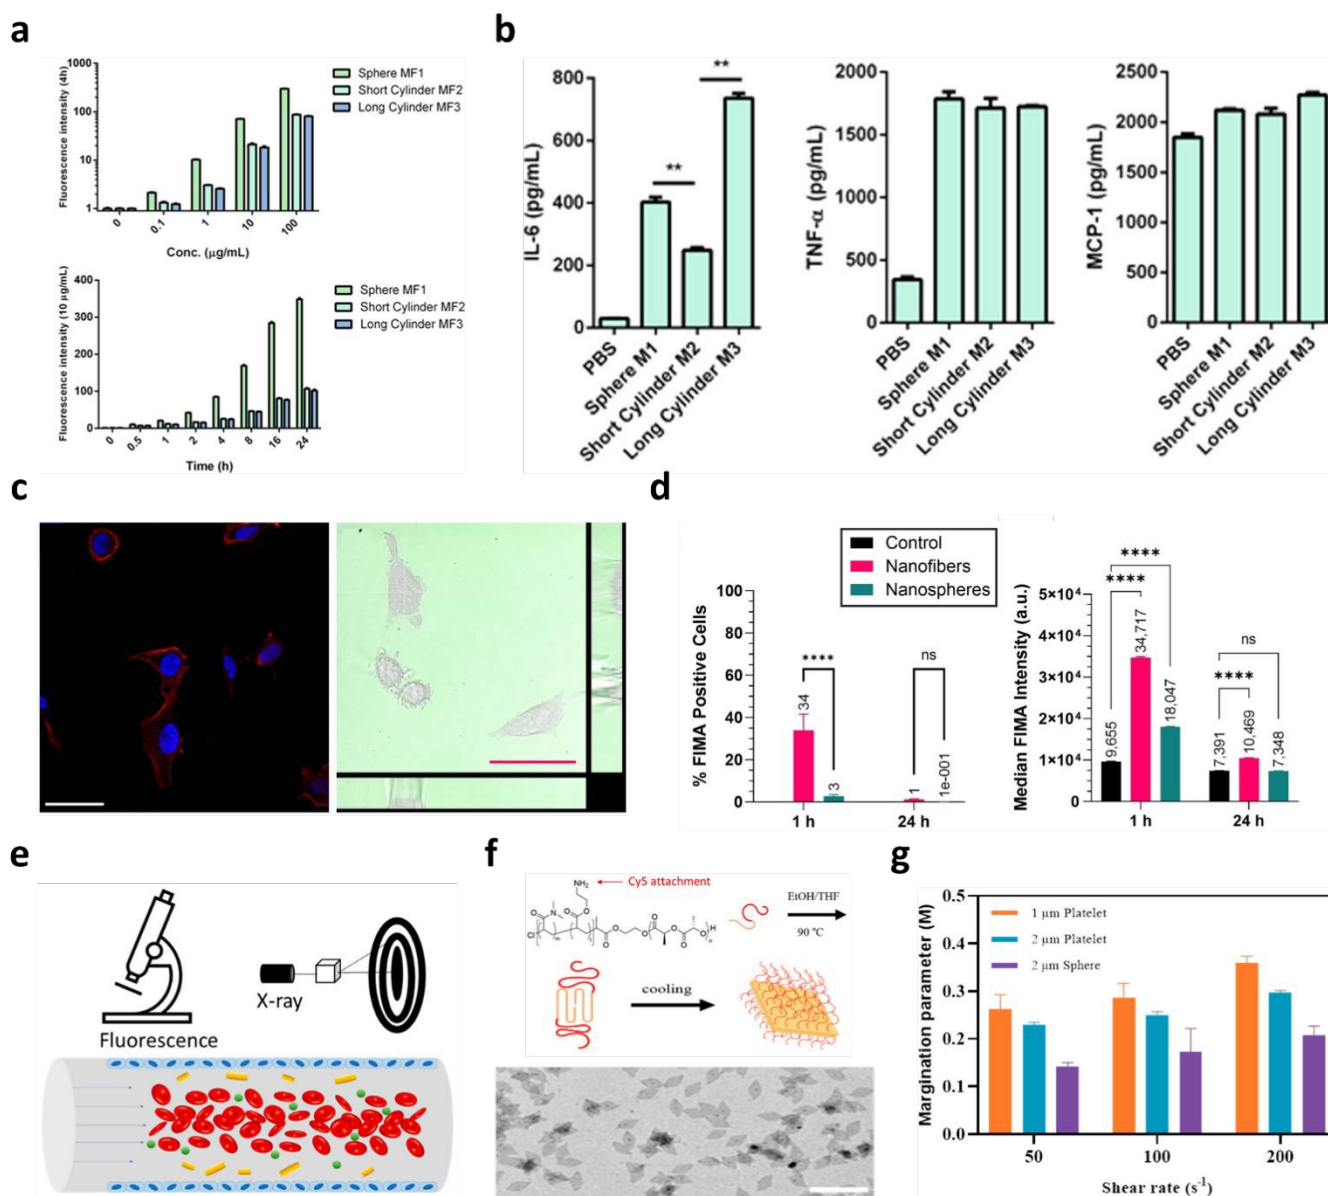 a
Fluorescence intensity (4h)
1000
100
10
1
0
0.1
1
10
100
Conc. (μg/mL)
Sphere MF1
Short Cylinder MF2
Long Cylinder MF3
Fluorescence intensity (10 μg/mL)
400
300
200
100
0
0
0.5
1
2
4
8
16
24
Time (h)
Sphere MF1
Short Cylinder MF2
Long Cylinder MF3
b
IL-6 (pg/mL)
800
600
400
200
0
**
**
PBS
Sphere M1
Short Cylinder M2
Long Cylinder M3
TNF-α (pg/mL)
2000
1500
1000
500
0
PBS
Sphere M1
Short Cylinder M2
Long Cylinder M3
MCP-1 (pg/mL)
2500
2000
1500
1000
500
0
PBS
Sphere M1
Short Cylinder M2
Long Cylinder M3
c
d
Control
Nanofibers
Nanospheres
% FIMA Positive Cells
100
80
60
40
20
0
****
34
3
ns
1
1e-001
1 h
24 h
Median FIMA Intensity (a.u.)
5×10⁴
4×10⁴
3×10⁴
2×10⁴
1×10⁴
0
****
****
9,655
34,717
18,047
ns
****
7,391
10,469
7,348
1 h
24 h
e
Fluorescence
X-ray
f
NH₂
Cy5 attachment
EtOH/THF
90 °C
cooling
g
Margination parameter (M)
0.5
0.4
0.3
0.2
0.1
0.0
1 μm Platelet
2 μm Platelet
2 μm Sphere
50
100
200
Shear rate (s⁻¹)